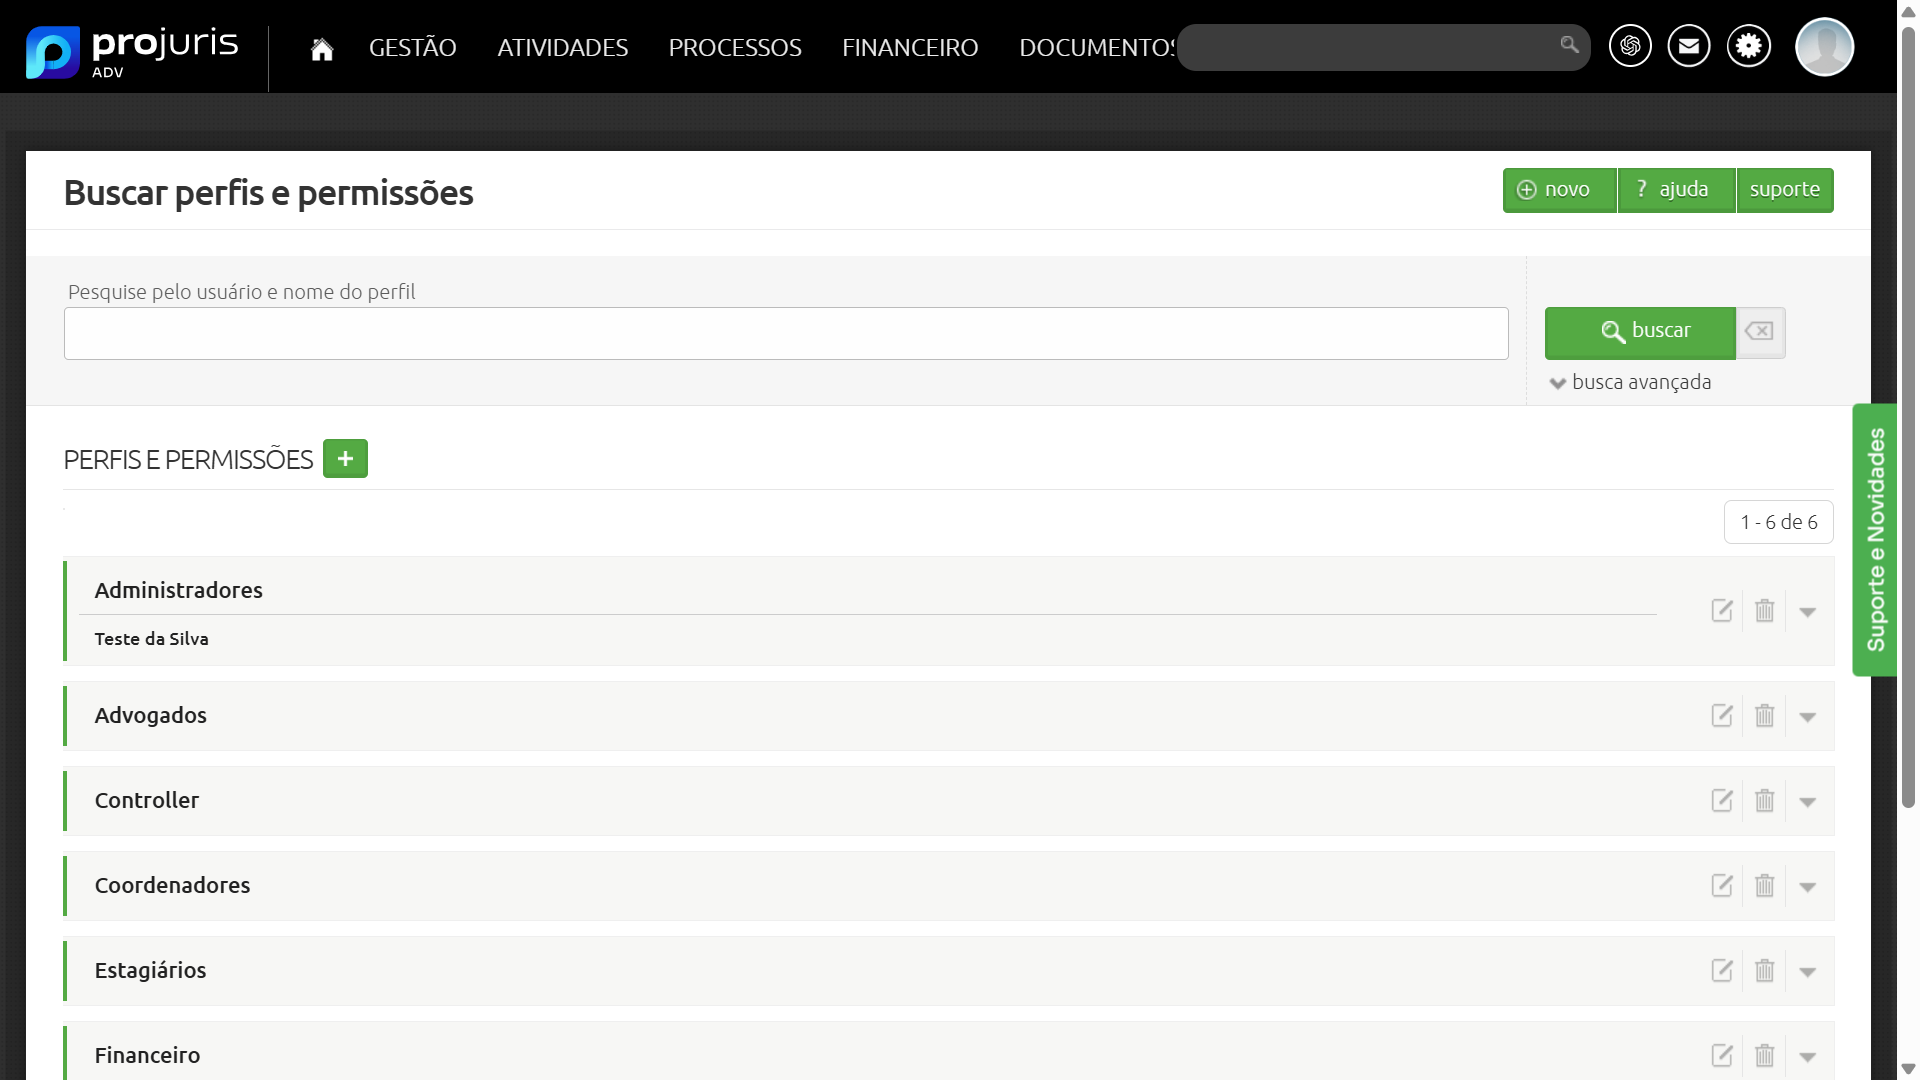 projuris
ADV
GESTÃO
ATIVIDADES
PROCESSOS
FINANCEIRO
DOCUMENTOS
Buscar perfis e permissões
novo
? ajuda
suporte
Pesquise pelo usuário e nome do perfil
buscar
busca avançada
PERFIS E PERMISSÕES +
1 - 6 de 6
Suporte e Novidades
Administradores
Teste da Silva
Advogados
Controller
Coordenadores
Estagiários
Financeiro